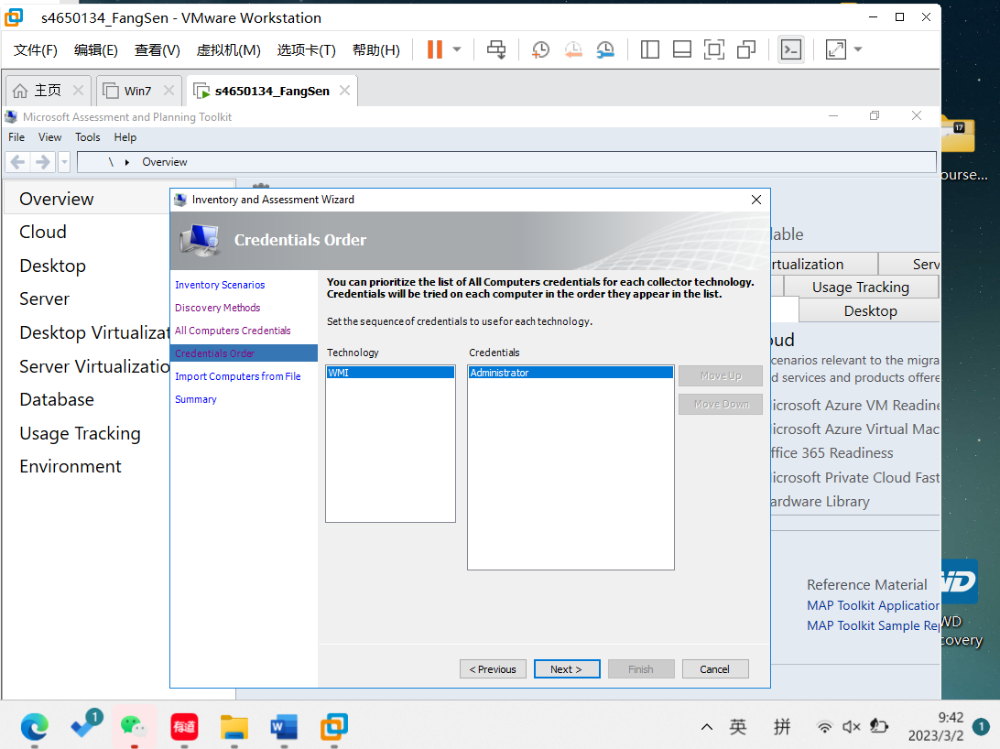 s4650134_FangSen - VMware Workstation
文件(F) 编辑(E) 查看(V) 虚拟机(M) 选项卡(T) 帮助(H)
主页 Win7 s4650134_FangSen
Microsoft Assessment and Planning Toolkit
File View Tools Help
\ Overview
17
ourse...
Overview
Cloud
Desktop
Server
Desktop Virtualizat
Server Virtualizatio
Database
Usage Tracking
Environment
Inventory and Assessment Wizard
Credentials Order
Inventory Scenarios
Discovery Methods
All Computers Credentials
Credentials Order
Import Computers from File
Summary
You can prioritize the list of All Computers credentials for each collector technology.
Credentials will be tried on each computer in the order they appear in the list.
Set the sequence of credentials to use for each technology.
Technology Credentials
WMI Administrator
Move Up
Move Down
< Previous Next > Finish Cancel
lable
rtualization Serv
Usage Tracking
Desktop
oud
cenarios relevant to the migra
d services and products offere
icrosoft Azure VM Readine
icrosoft Azure Virtual Mac
ffice 365 Readiness
icrosoft Private Cloud Fast
ardware Library
Reference Material
MAP Toolkit Application
MAP Toolkit Sample Re
WD
WD
covery
1
有道
W
英 拼
9:42
2023/3/2
1